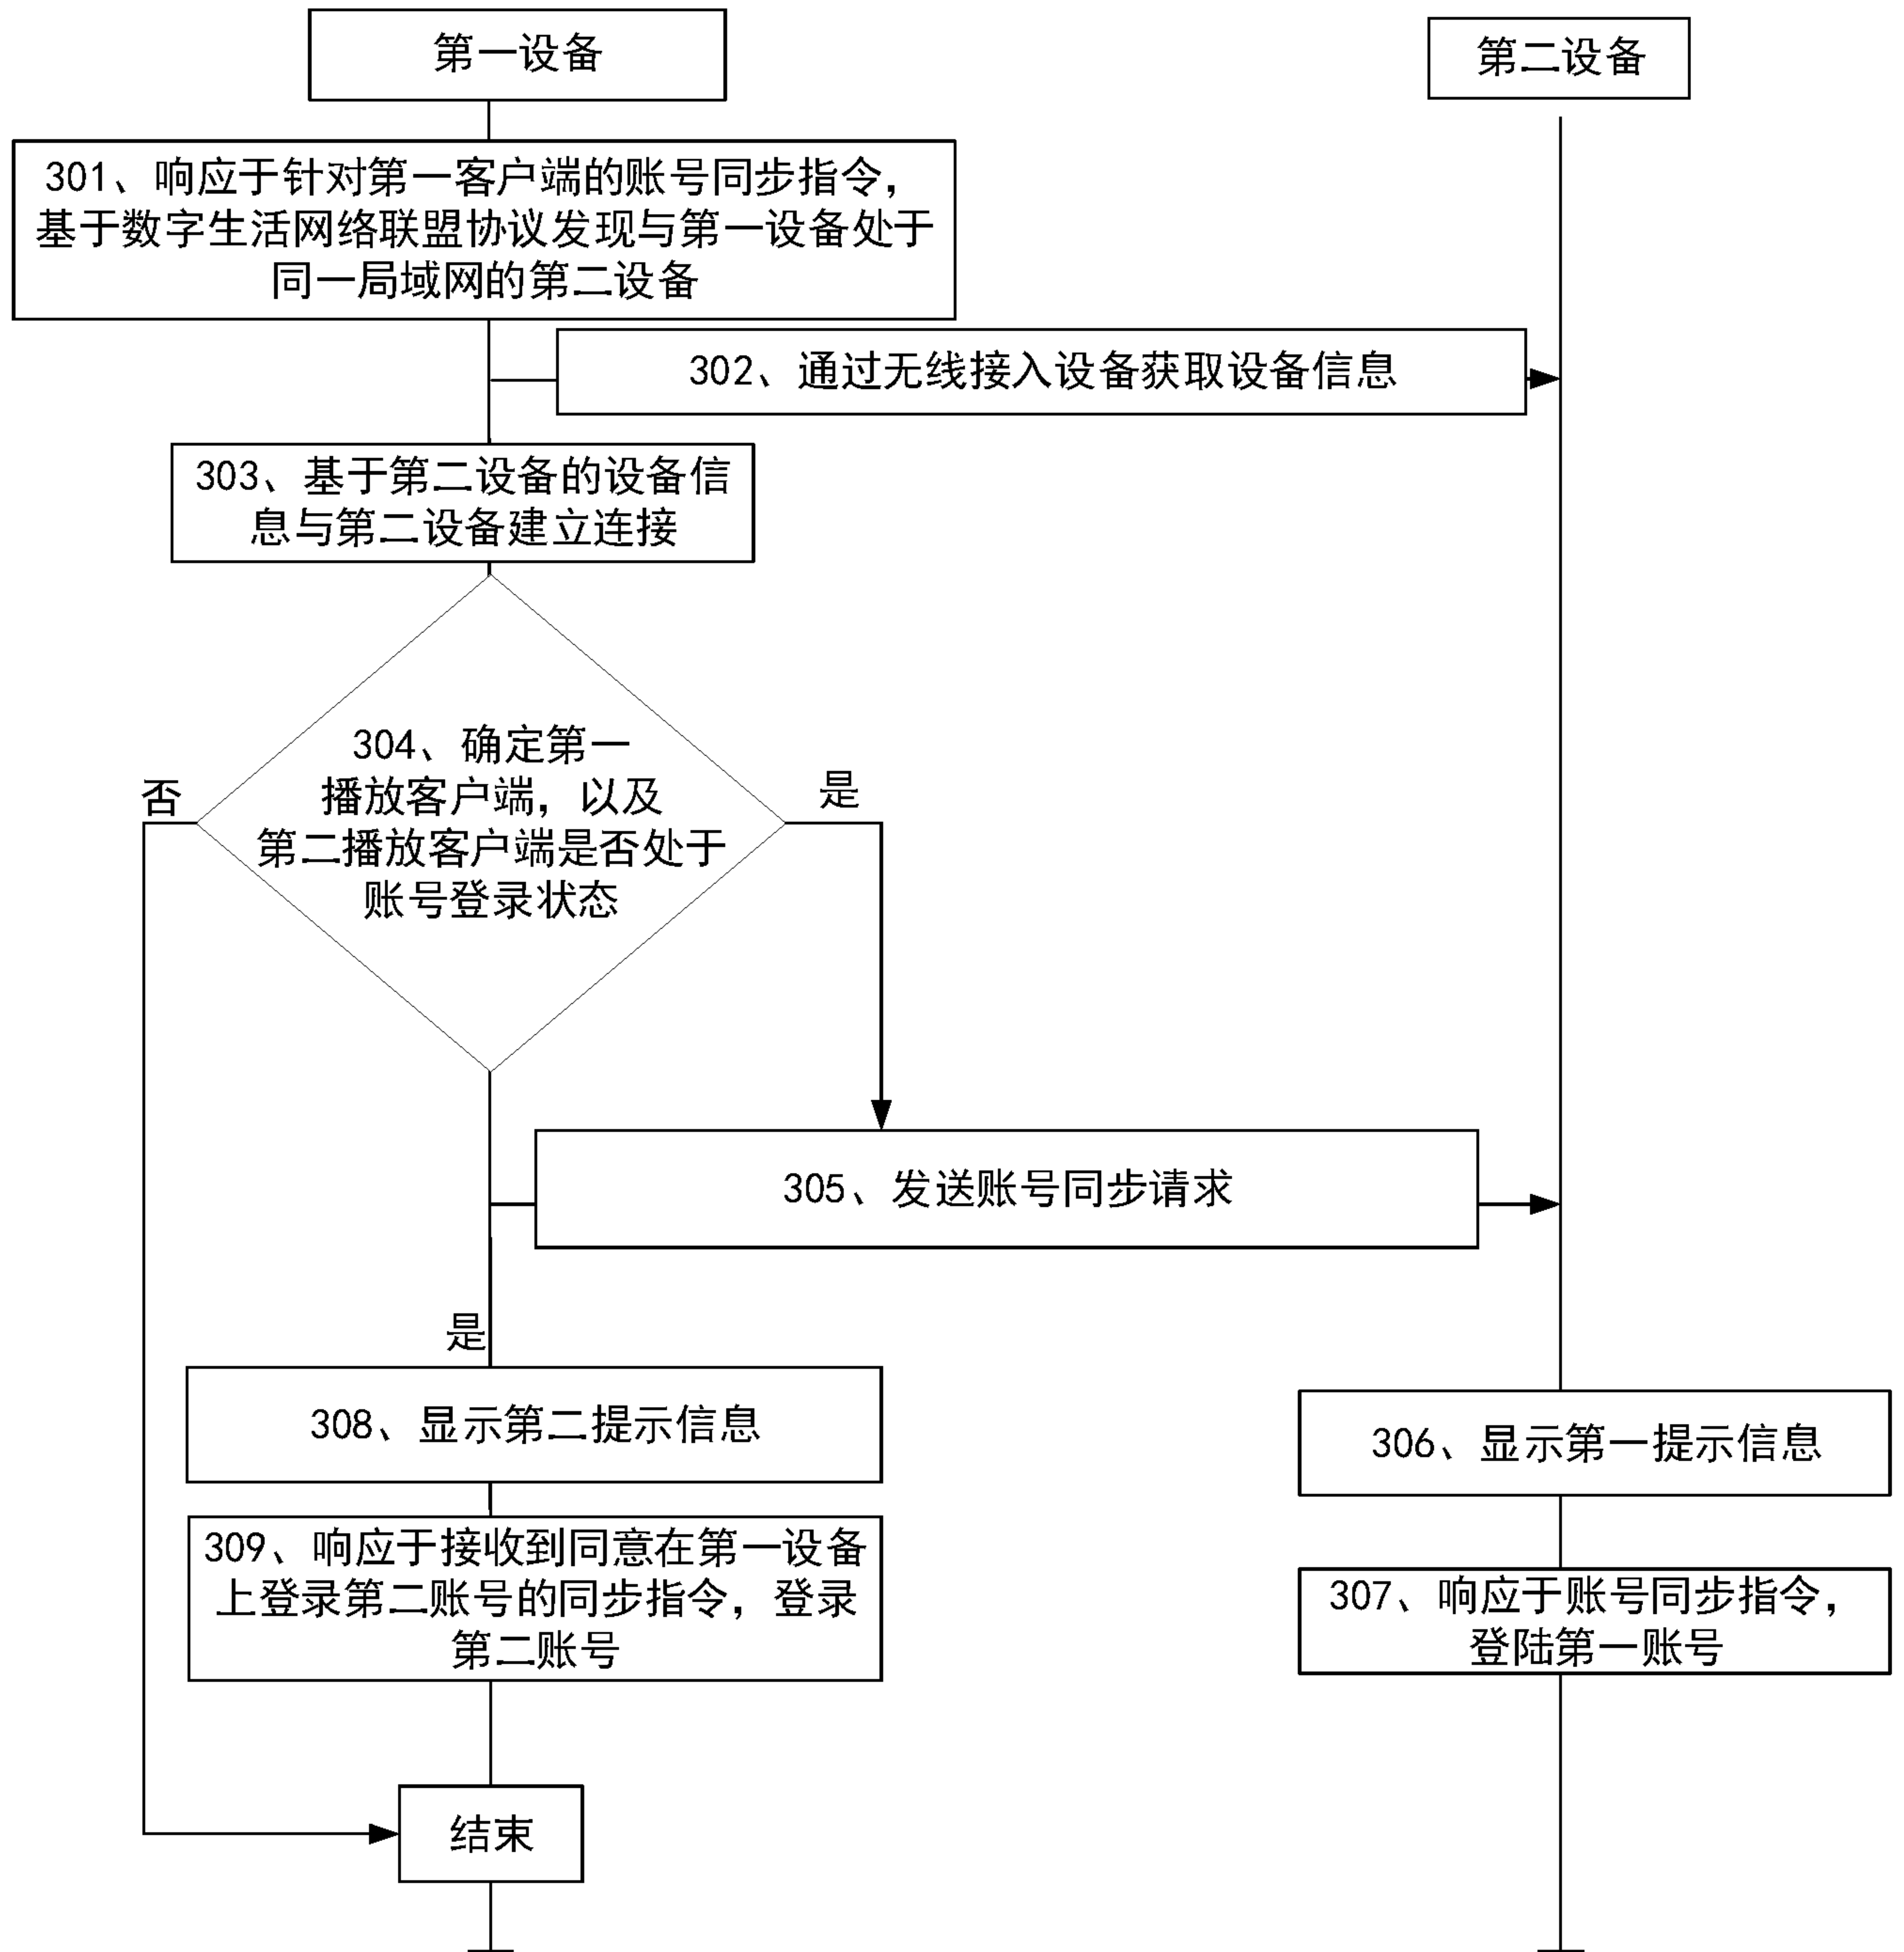 第一设备
第二设备
301、响应于针对第一客户端的账号同步指令，
基于数字生活网络联盟协议发现与第一设备处于
同一局域网的第二设备
302、通过无线接入设备获取设备信息
303、基于第二设备的设备信
息与第二设备建立连接
304、确定第一
播放客户端，以及
第二播放客户端是否处于
账号登录状态
否
是
305、发送账号同步请求
是
308、显示第二提示信息
306、显示第一提示信息
309、响应于接收到同意在第一设备
上登录第二账号的同步指令，登录
第二账号
307、响应于账号同步指令，
登陆第一账号
结束